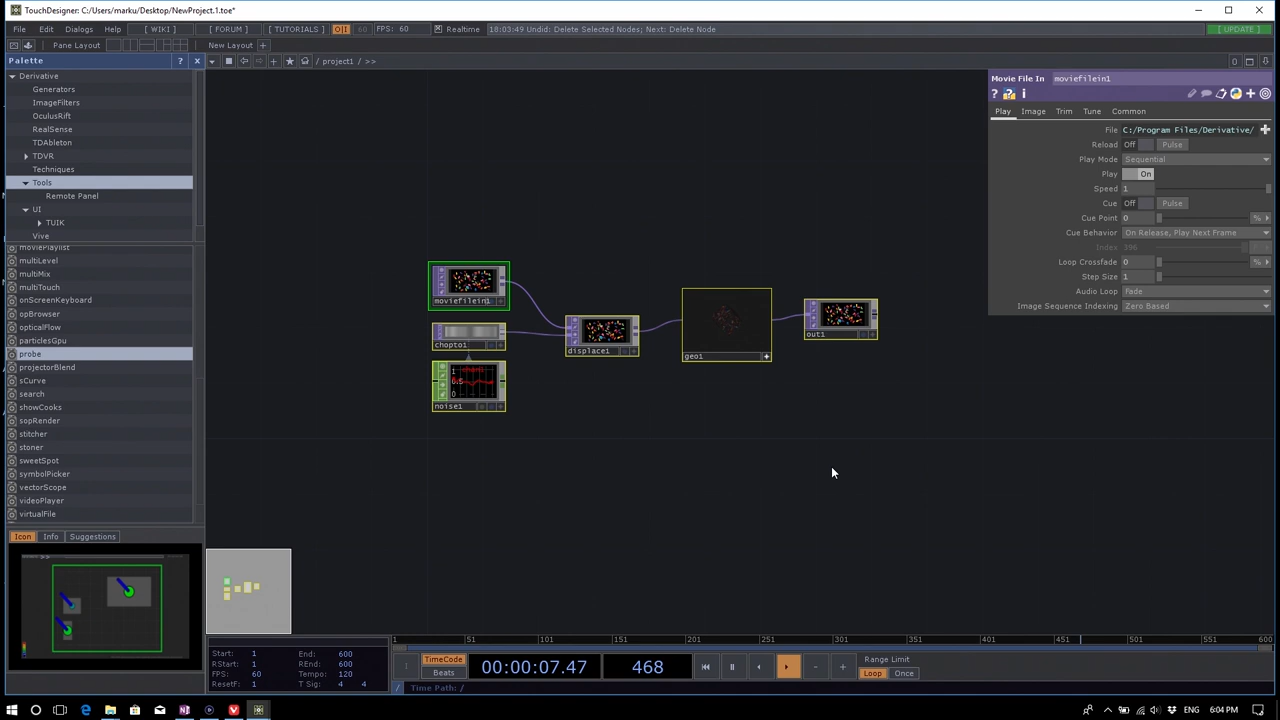 TouchDesigner: C:/Users/marku/Desktop/NewProject.1.toe*
File Edit Dialogs Help [ WIKI ] [ FORUM ] [ TUTORIALS ] O|I 60 FPS: 60 Realtime 18:03:49 Undid: Delete Selected Nodes; Next: Delete Node [ UPDATE ]
Pane Layout New Layout +
Palette ? x
/ project1 / >>
0
Derivative
Generators
ImageFilters
OculusRift
RealSense
TDAbleton
TDVR
Techniques
Tools
Remote Panel
UI
TUIK
Vive
moviePlaylist
multiLevel
multiMix
multiTouch
onScreenKeyboard
opBrowser
opticalFlow
particlesGpu
probe
projectorBlend
sCurve
search
showCooks
sopRender
stitcher
stoner
sweetSpot
symbolPicker
vectorScope
videoPlayer
virtualFile
Icon Info Suggestions
moviefilein1
chopto1
1
0.5
0
noise1
displace1
geo1
out1
Movie File In moviefilein1
? ? i
Play Image Trim Tune Common
File C:/Program Files/Derivative/
Reload Off Pulse
Play Mode Sequential
Play On
Speed 1
Cue Off Pulse
Cue Point 0 %
Cue Behavior On Release, Play Next Frame
Index 396
Loop Crossfade 0 %
Step Size 1
Audio Loop Fade
Image Sequence Indexing Zero Based
1 51 101 151 201 251 301 351 401 451 501 551 600
Start: 1 End: 600
RStart: 1 REnd: 600
FPS: 60 Tempo: 120
ResetF: 1 T Sig: 4 4
TimeCode
Beats
00:00:07.47
468
Range Limit
Loop Once
/ Time Path: /
6:04 PM